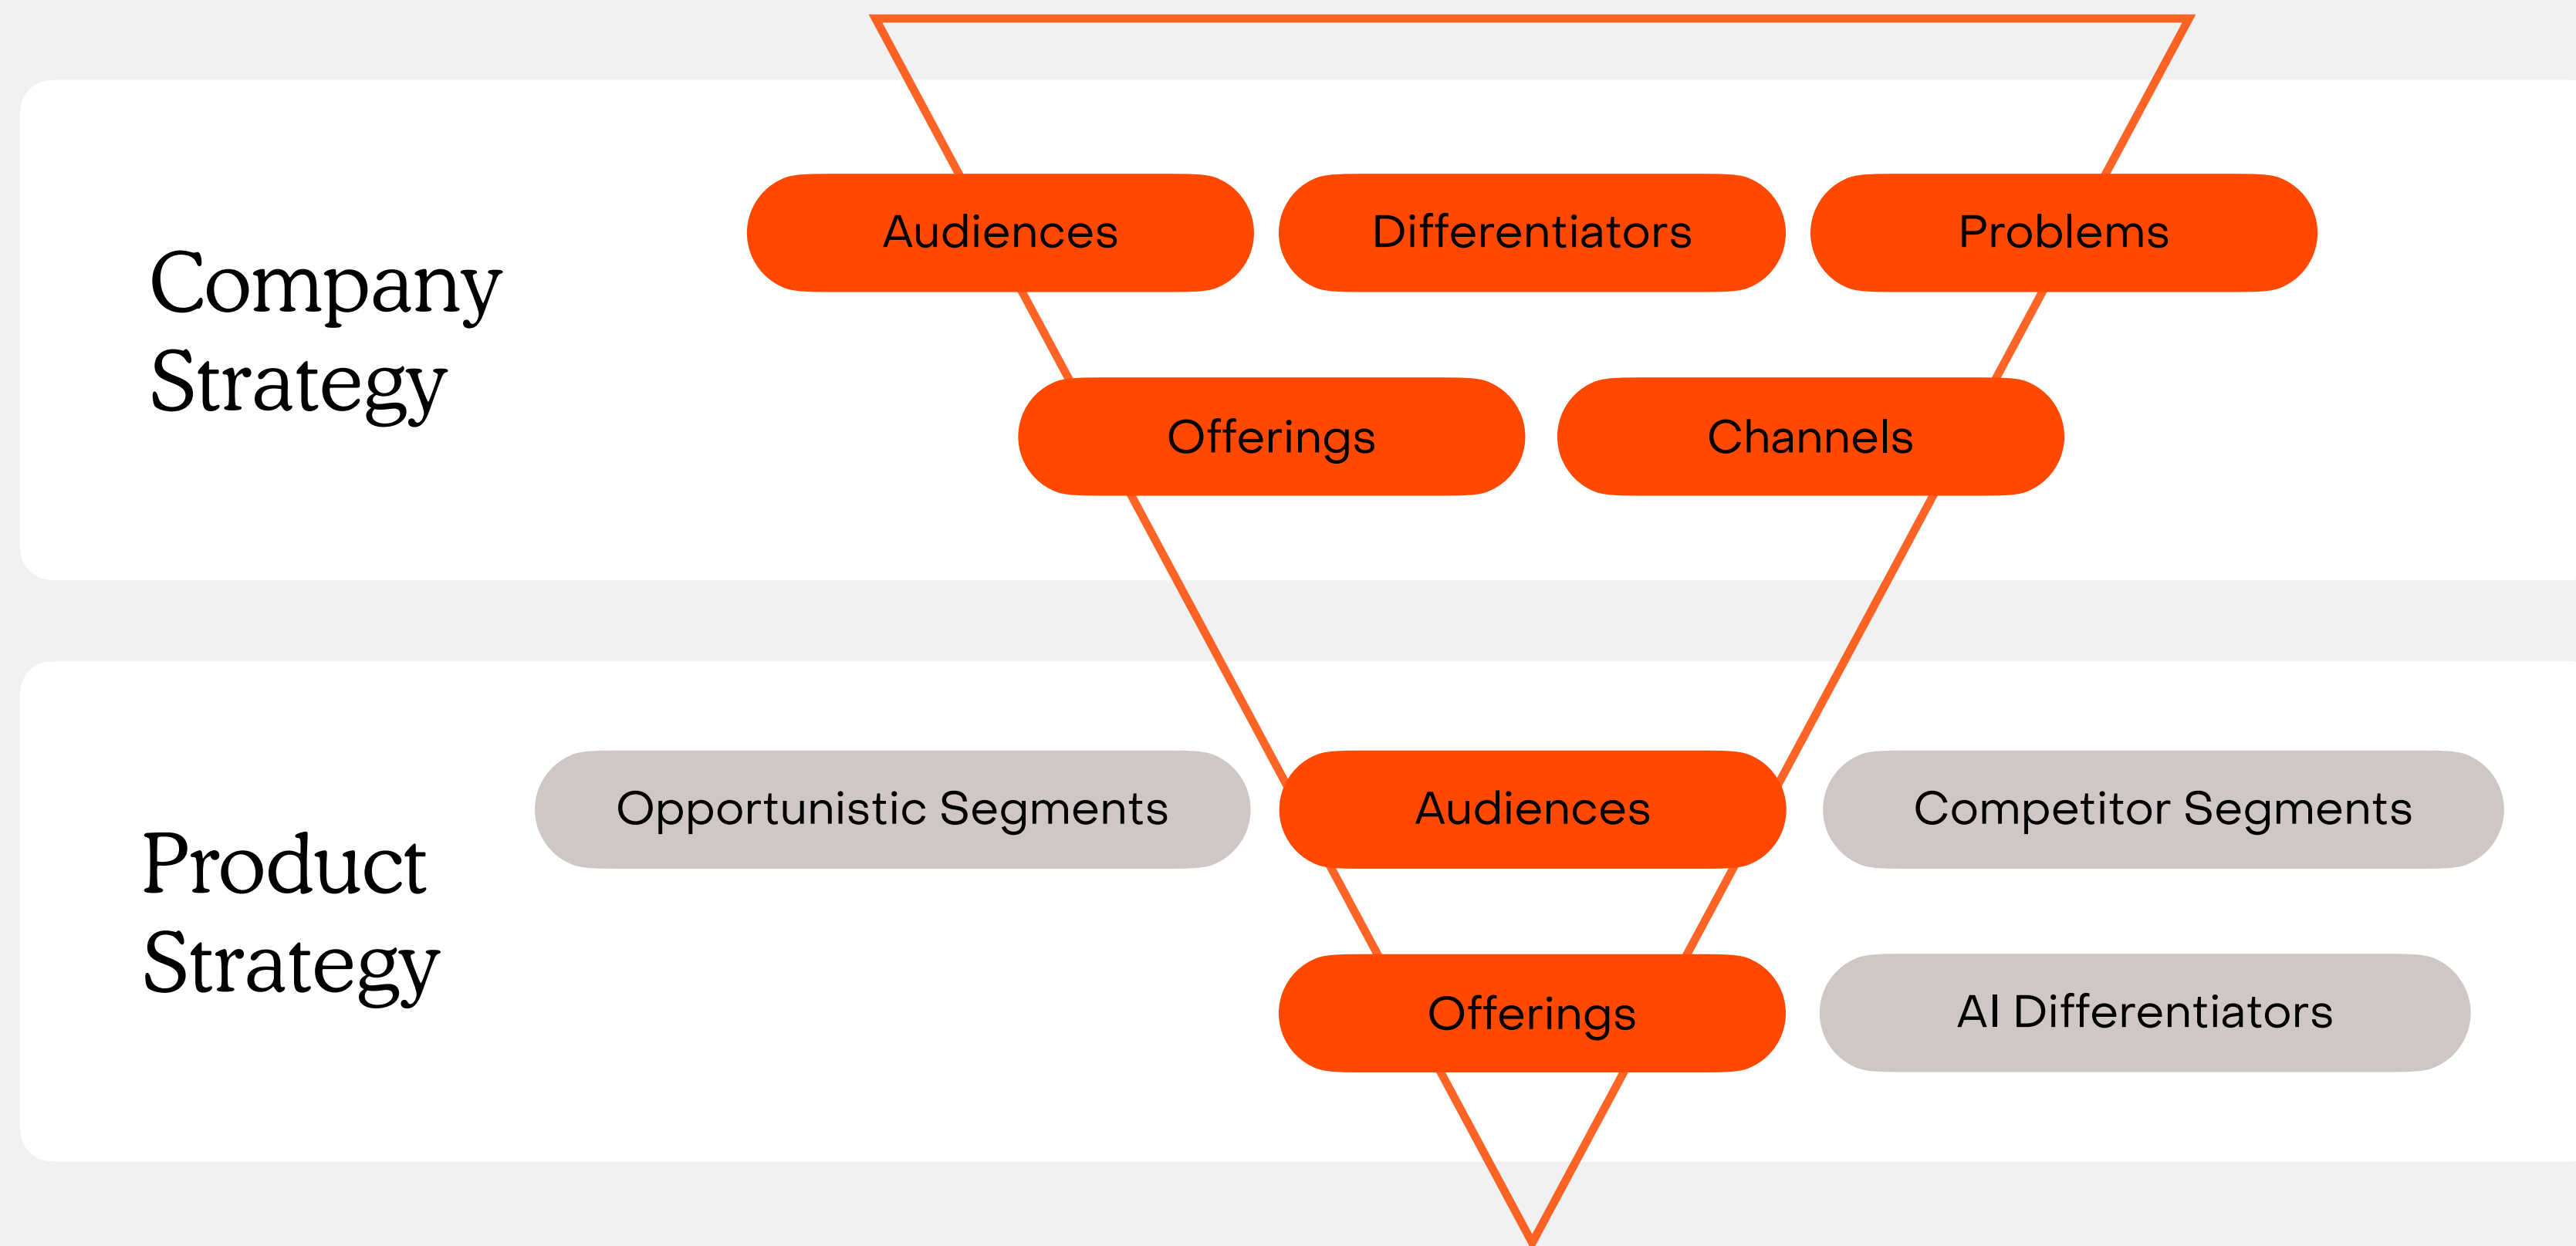 Company
Strategy
Audiences
Differentiators
Problems
Offerings
Channels
Product
Strategy
Opportunistic Segments
Audiences
Competitor Segments
Offerings
AI Differentiators